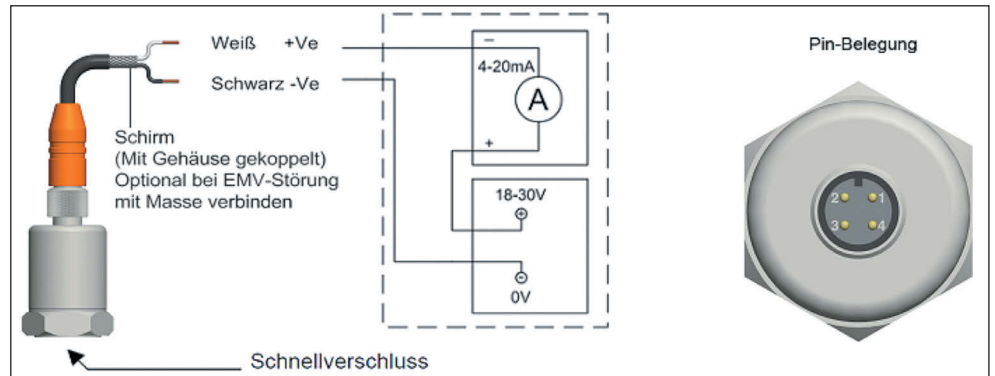 Weiß +Ve
Schwarz -Ve
Schirm
(Mit Gehäuse gekoppelt)
Optional bei EMV-Störung
mit Masse verbinden
Schnellverschluss
–
4-20mA
A
+
18-30V
⊕
⊖
0V
Pin-Belegung
2 1
3 4